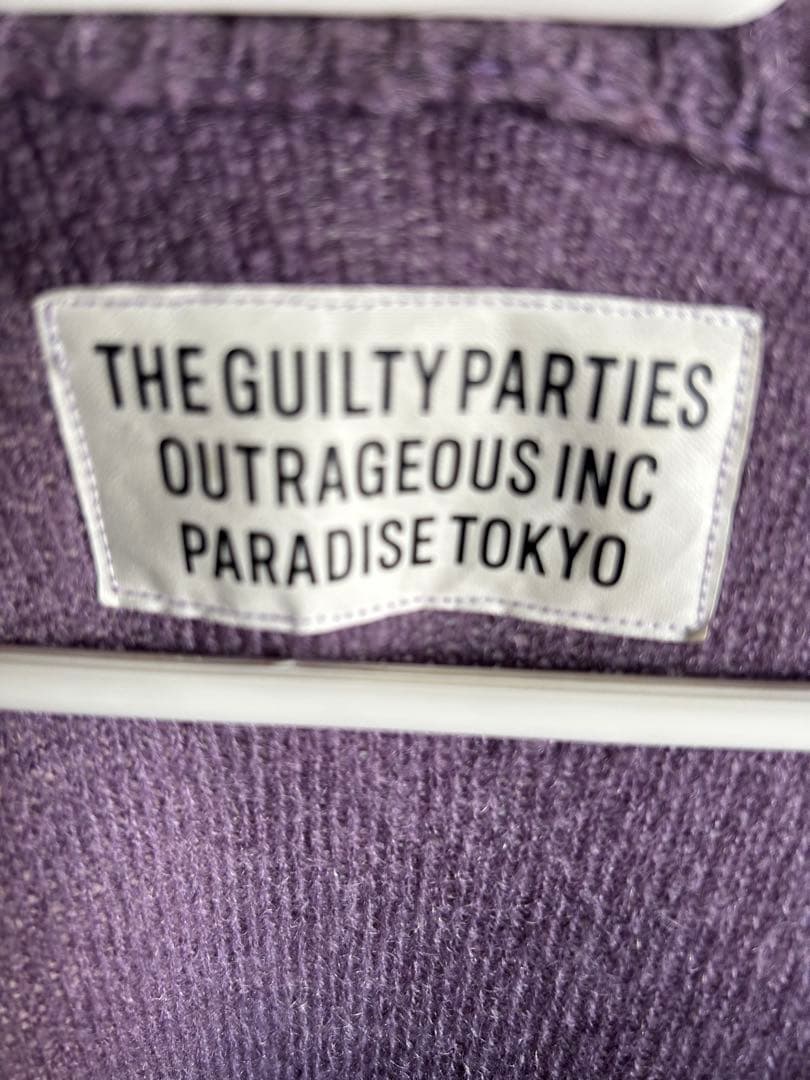 THE GUILTY PARTIES
OUTRAGEOUS INC
PARADISE TOKYO